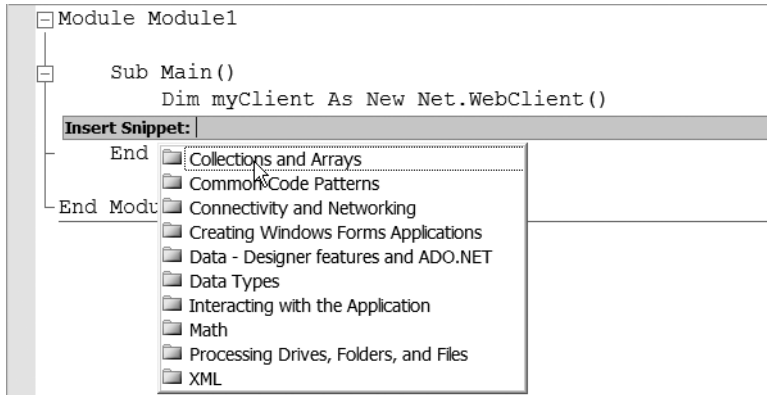 Module Module1
Sub Main()
Dim myClient As New Net.WebClient()
Insert Snippet:
End
Collections and Arrays
Common Code Patterns
End Modu
Connectivity and Networking
Creating Windows Forms Applications
Data - Designer features and ADO.NET
Data Types
Interacting with the Application
Math
Processing Drives, Folders, and Files
XML